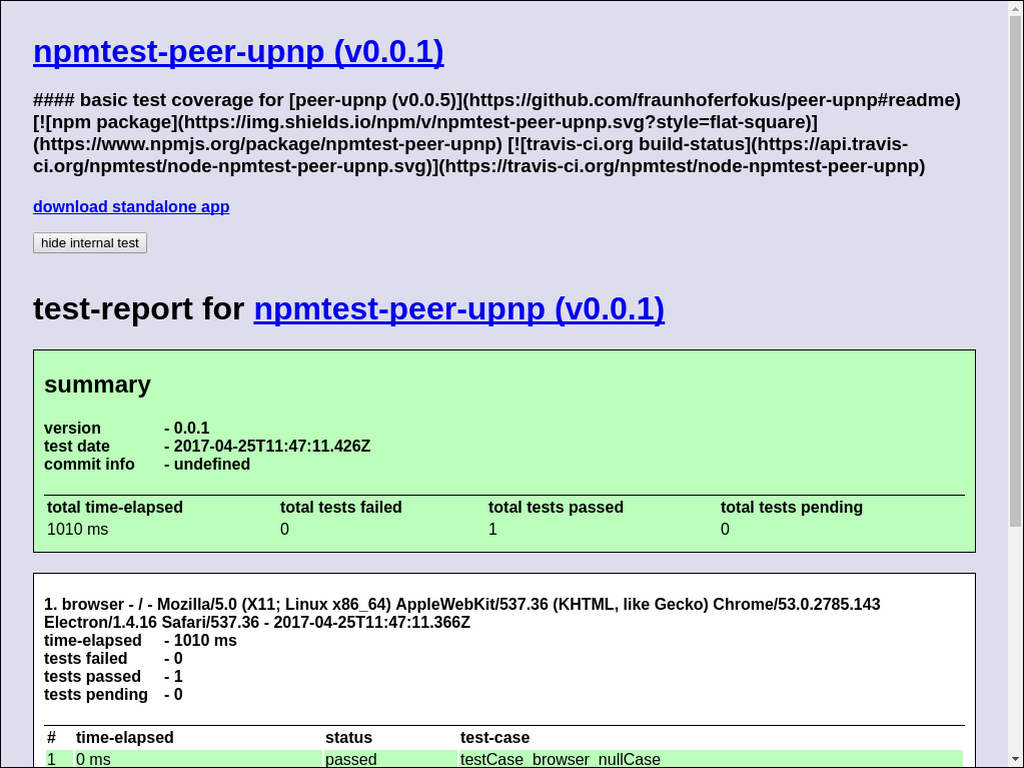 npmtest-peer-upnp (v0.0.1)
#### basic test coverage for [peer-upnp (v0.0.5)](https://github.com/fraunhoferfokus/peer-upnp#readme)
[![npm package](https://img.shields.io/npm/v/npmtest-peer-upnp.svg?style=flat-square)]
(https://www.npmjs.org/package/npmtest-peer-upnp) [![travis-ci.org build-status](https://api.travis-
ci.org/npmtest/node-npmtest-peer-upnp.svg)](https://travis-ci.org/npmtest/node-npmtest-peer-upnp)
download standalone app
hide internal test
test-report for npmtest-peer-upnp (v0.0.1)
summary
version - 0.0.1
test date - 2017-04-25T11:47:11.426Z
commit info - undefined
total time-elapsed total tests failed total tests passed total tests pending
1010 ms 0 1 0
1. browser - / - Mozilla/5.0 (X11; Linux x86_64) AppleWebKit/537.36 (KHTML, like Gecko) Chrome/53.0.2785.143
Electron/1.4.16 Safari/537.36 - 2017-04-25T11:47:11.366Z
time-elapsed - 1010 ms
tests failed - 0
tests passed - 1
tests pending - 0
# time-elapsed status test-case
1 0 ms passed testCase_browser_nullCase